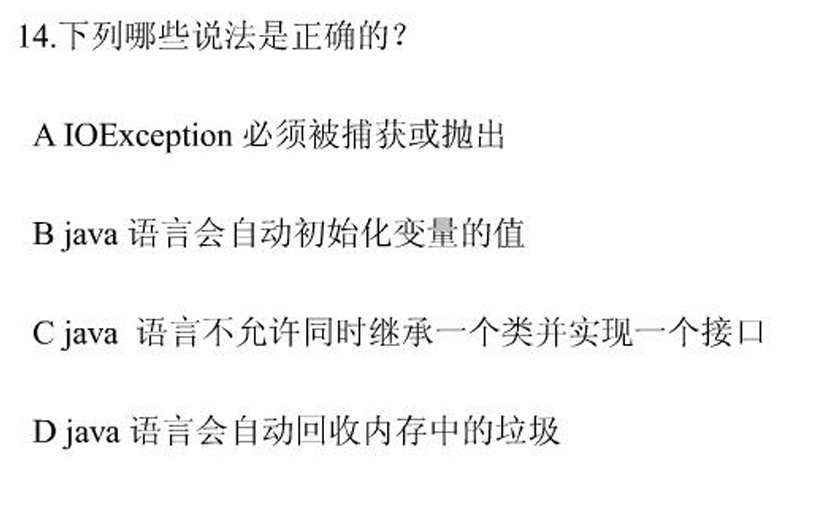 14.下列哪些说法是正确的？
A IOException 必须被捕获或抛出
B java 语言会自动初始化变量的值
C java 语言不允许同时继承一个类并实现一个接口
D java 语言会自动回收内存中的垃圾